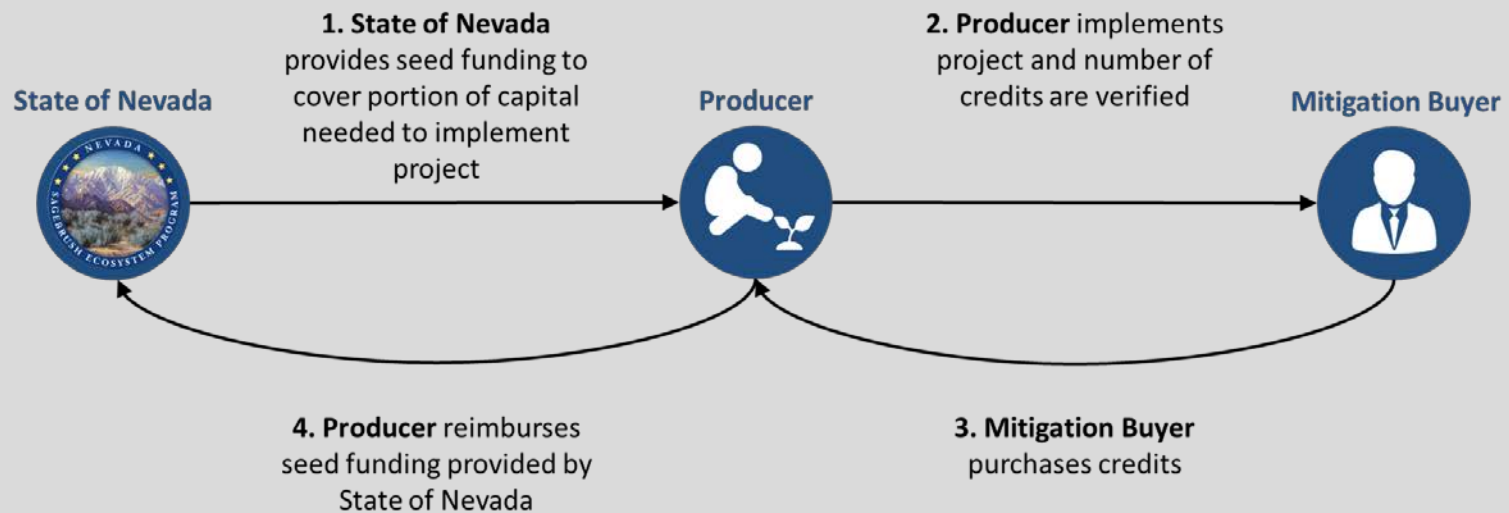 1. State of Nevada
provides seed funding to
cover portion of capital
needed to implement
project
2. Producer implements
project and number of
credits are verified
State of Nevada
Producer
Mitigation Buyer
NEVADA
SAGEBRUSH ECOSYSTEM PROGRAM
4. Producer reimburses
seed funding provided by
State of Nevada
3. Mitigation Buyer
purchases credits